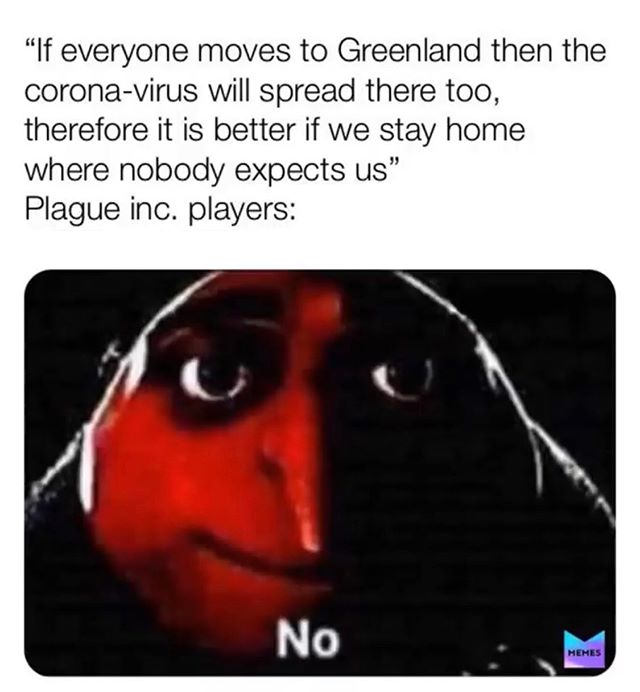 “If everyone moves to Greenland then the
corona-virus will spread there too,
therefore it is better if we stay home
where nobody expects us”
Plague inc. players:
No
MEMES